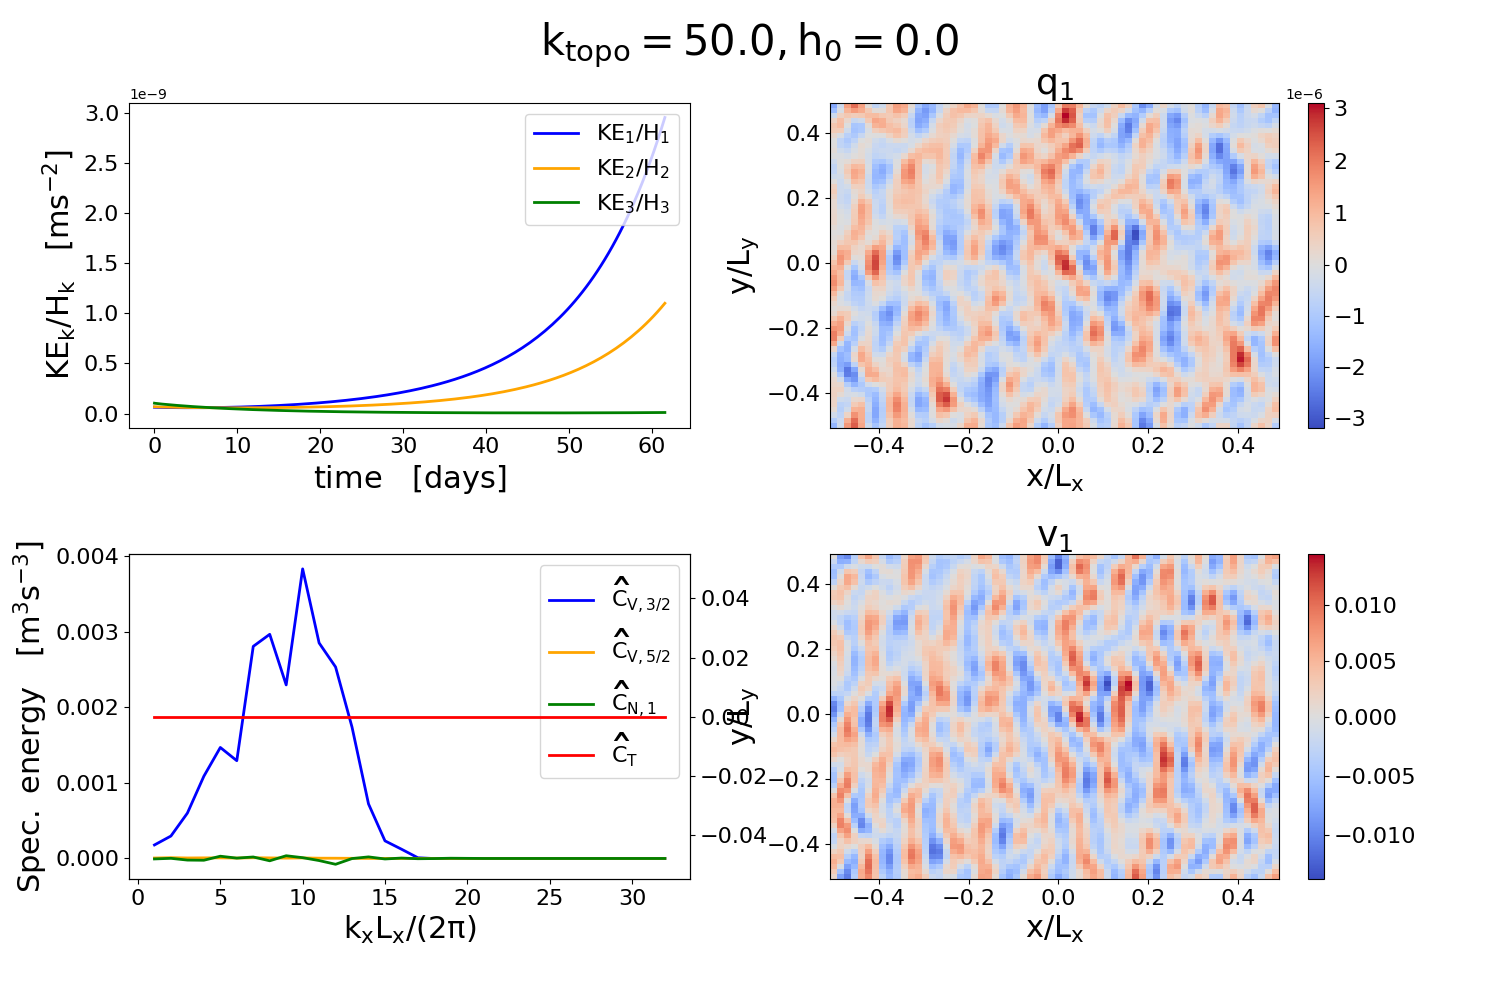 k_topo = 50.0, h_0 = 0.0
1e−9
KE_k/H_k [ms^−2]
3.0
2.5
2.0
1.5
1.0
0.5
0.0
KE_1/H_1
KE_2/H_2
KE_3/H_3
0 10 20 30 40 50 60
time [days]
q_1
1e−6
y/L_y
0.4
0.2
0.0
−0.2
−0.4
−0.4 −0.2 0.0 0.2 0.4
x/L_x
3
2
1
0
−1
−2
−3
Spec. energy [m^3s^−3]
0.004
0.003
0.002
0.001
0.000
Ĉ_V,3/2
Ĉ_V,5/2
Ĉ_N,1
Ĉ_T
0.04
0.02
0.00
−0.02
−0.04
0 5 10 15 20 25 30
k_xL_x/(2π)
v_1
y/L_y
0.4
0.2
0.0
−0.2
−0.4
−0.4 −0.2 0.0 0.2 0.4
x/L_x
0.010
0.005
0.000
−0.005
−0.010